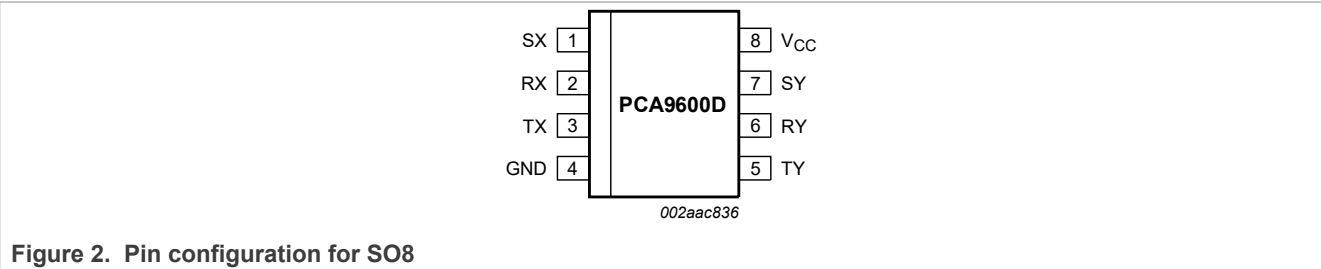 SX 1 8 VCC
RX 2 PCA9600D 7 SY
TX 3 6 RY
GND 4 5 TY
002aac836
Figure 2. Pin configuration for SO8